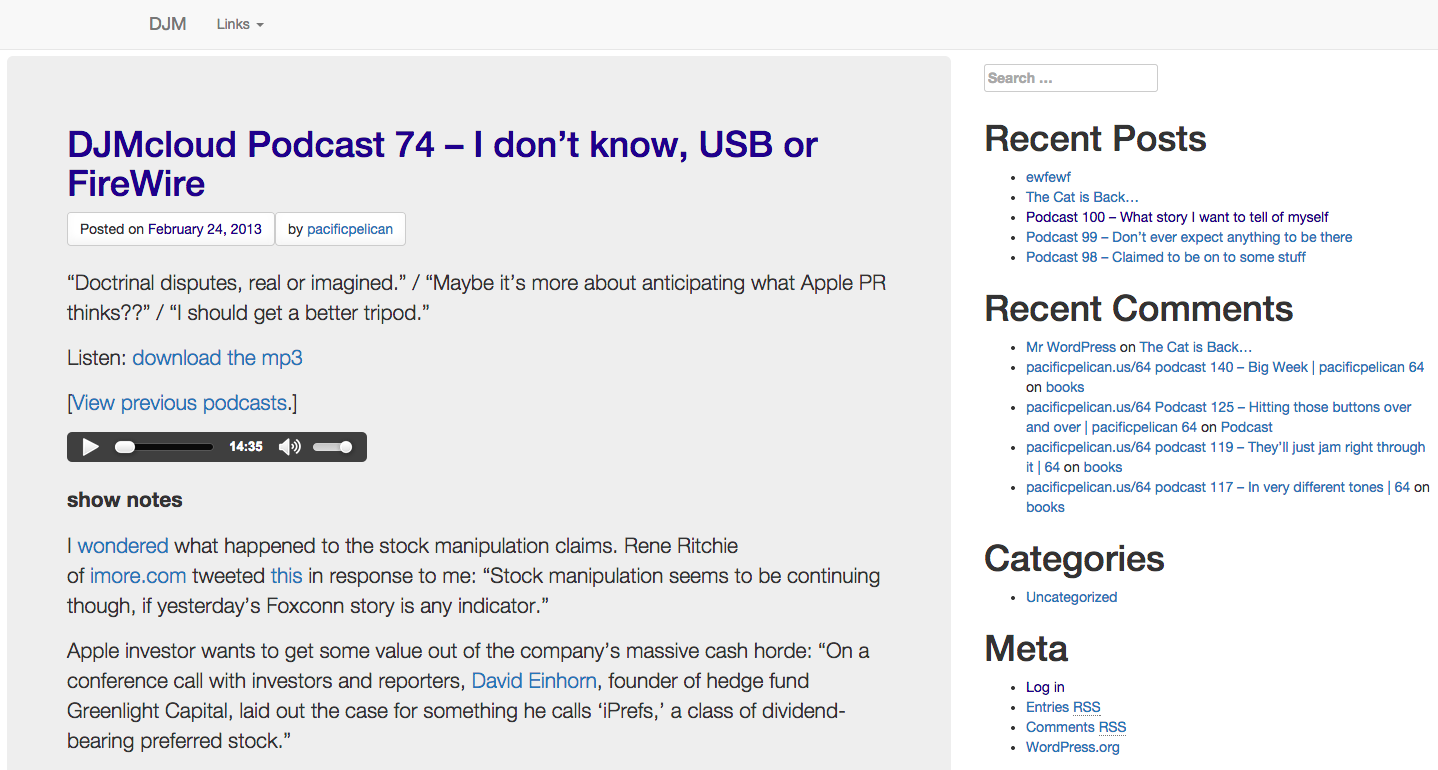 DJM Links
DJMcloud Podcast 74 – I don’t know, USB or
FireWire
Posted on February 24, 2013 by pacificpelican
“Doctrinal disputes, real or imagined.” / “Maybe it’s more about anticipating what Apple PR
thinks??” / “I should get a better tripod.”
Listen: download the mp3
[View previous podcasts.]
14:35
show notes
I wondered what happened to the stock manipulation claims. Rene Ritchie
of imore.com tweeted this in response to me: “Stock manipulation seems to be continuing
though, if yesterday’s Foxconn story is any indicator.”
Apple investor wants to get some value out of the company’s massive cash horde: “On a
conference call with investors and reporters, David Einhorn, founder of hedge fund
Greenlight Capital, laid out the case for something he calls ‘iPrefs,’ a class of dividend-
bearing preferred stock.”
Search …
Recent Posts
ewfewf
The Cat is Back…
Podcast 100 – What story I want to tell of myself
Podcast 99 – Don’t ever expect anything to be there
Podcast 98 – Claimed to be on to some stuff
Recent Comments
Mr WordPress on The Cat is Back…
pacificpelican.us/64 podcast 140 – Big Week | pacificpelican 64
on books
pacificpelican.us/64 Podcast 125 – Hitting those buttons over
and over | pacificpelican 64 on Podcast
pacificpelican.us/64 podcast 119 – They’ll just jam right through
it | 64 on books
pacificpelican.us/64 podcast 117 – In very different tones | 64 on
books
Categories
Uncategorized
Meta
Log in
Entries RSS
Comments RSS
WordPress.org